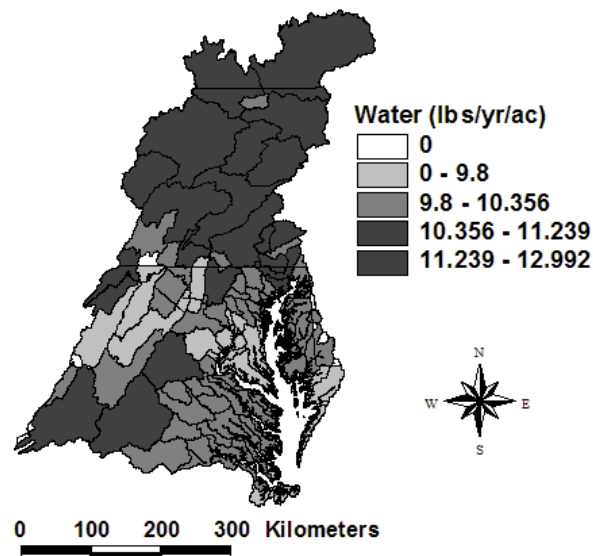 Water (lbs/yr/ac)
0
0 - 9.8
9.8 - 10.356
10.356 - 11.239
11.239 - 12.992
N
W E
S
0 100 200 300 Kilometers